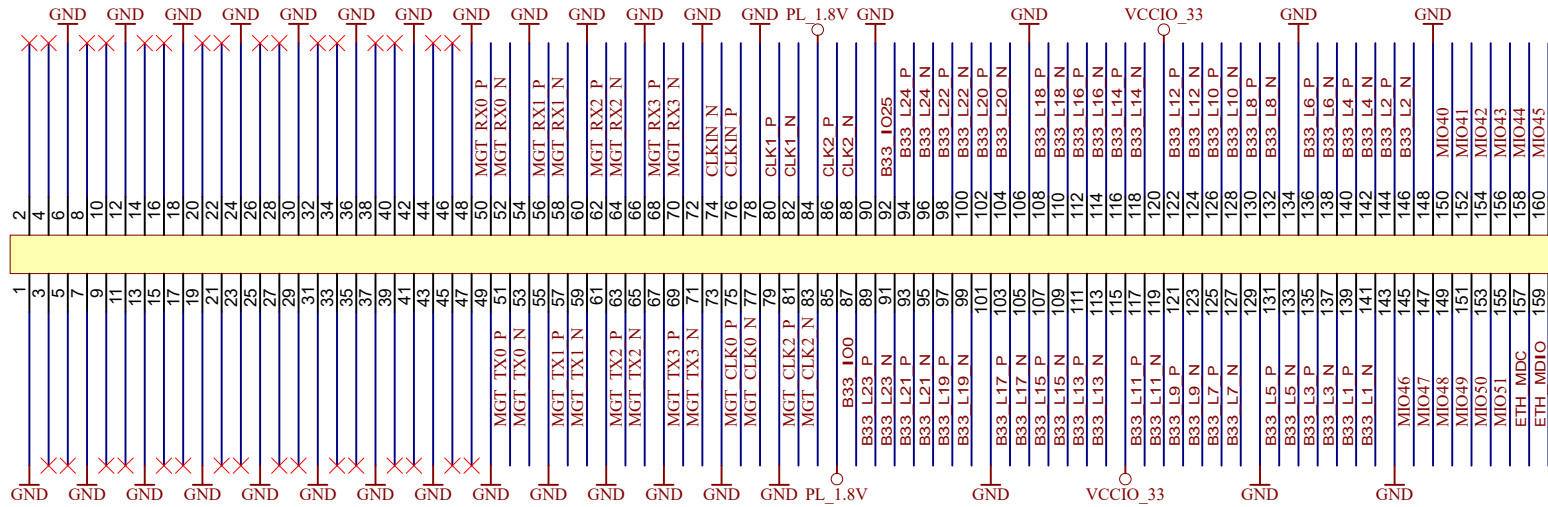 GND GND GND GND GND GND GND GND GND GND GND GND GND PL_1.8V GND GND VCCIO_33 GND GND
MGT_RX0_P
MGT_RX0_N
MGT_RX1_P
MGT_RX1_N
MGT_RX2_P
MGT_RX2_N
MGT_RX3_P
MGT_RX3_N
CLKIN_N
CLKIN_P
CLK1_P
CLK1_N
CLK2_P
CLK2_N
B33_IO25
B33_L24_P
B33_L24_N
B33_L22_P
B33_L22_N
B33_L20_P
B33_L20_N
B33_L18_P
B33_L18_N
B33_L16_P
B33_L16_N
B33_L14_P
B33_L14_N
B33_L12_P
B33_L12_N
B33_L10_P
B33_L10_N
B33_L8_P
B33_L8_N
B33_L6_P
B33_L6_N
B33_L4_P
B33_L4_N
B33_L2_P
B33_L2_N
MIO40
MIO41
MIO42
MIO43
MIO44
MIO45
2 4 6 8 10 12 14 16 18 20 22 24 26 28 30 32 34 36 38 40 42 44 46 48 50 52 54 56 58 60 62 64 66 68 70 72 74 76 78 80 82 84 86 88 90 92 94 96 98 100 102 104 106 108 110 112 114 116 118 120 122 124 126 128 130 132 134 136 138 140 142 144 146 148 150 152 154 156 158 160
1 3 5 7 9 11 13 15 17 19 21 23 25 27 29 31 33 35 37 39 41 43 45 47 49 51 53 55 57 59 61 63 65 67 69 71 73 75 77 79 81 83 85 87 89 91 93 95 97 99 101 103 105 107 109 111 113 115 117 119 121 123 125 127 129 131 133 135 137 139 141 143 145 147 149 151 153 155 157 159
MGT_TX0_P
MGT_TX0_N
MGT_TX1_P
MGT_TX1_N
MGT_TX2_P
MGT_TX2_N
MGT_TX3_P
MGT_TX3_N
MGT_CLK0_P
MGT_CLK0_N
MGT_CLK2_P
MGT_CLK2_N
B33_IO0
B33_L23_P
B33_L23_N
B33_L21_P
B33_L21_N
B33_L19_P
B33_L19_N
B33_L17_P
B33_L17_N
B33_L15_P
B33_L15_N
B33_L13_P
B33_L13_N
B33_L11_P
B33_L11_N
B33_L9_P
B33_L9_N
B33_L7_P
B33_L7_N
B33_L5_P
B33_L5_N
B33_L3_P
B33_L3_N
B33_L1_P
B33_L1_N
MIO46
MIO47
MIO48
MIO49
MIO50
MIO51
ETH_MDC
ETH_MDIO
GND GND GND GND GND GND GND GND GND GND GND GND GND GND PL_1.8V GND VCCIO_33 GND GND